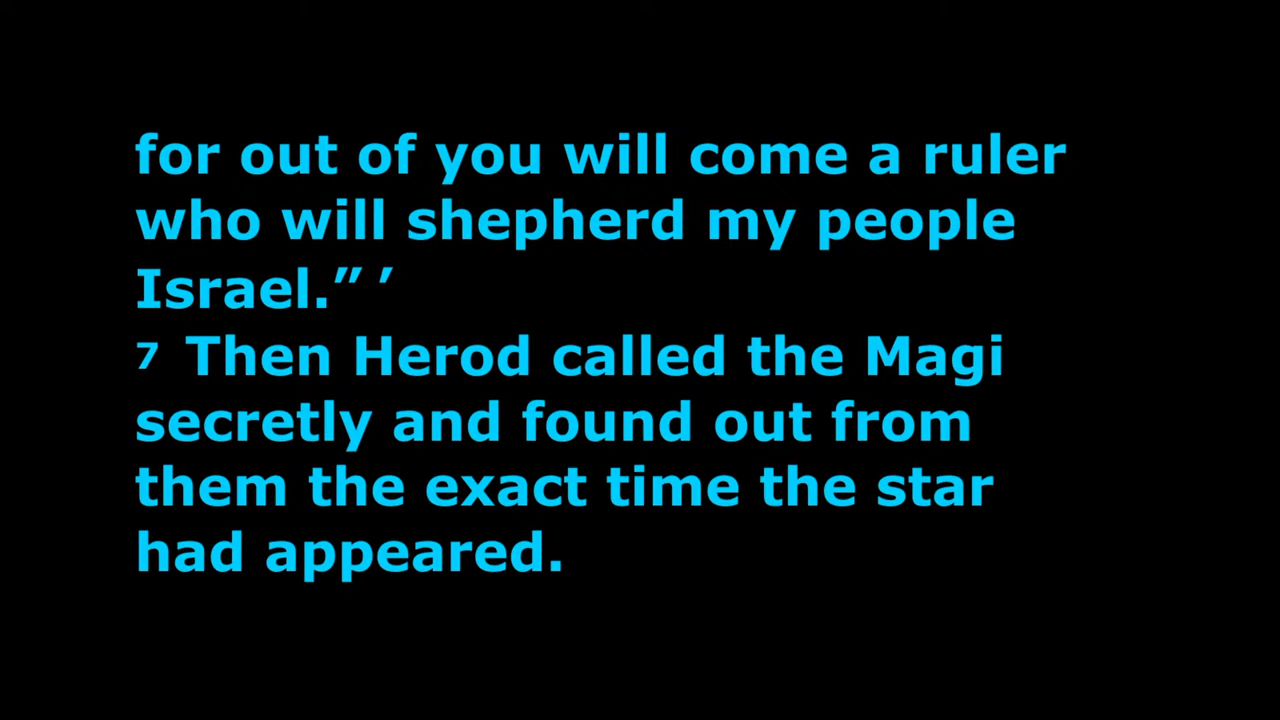 for out of you will come a ruler
who will shepherd my people
Israel.” ’
7 Then Herod called the Magi
secretly and found out from
them the exact time the star
had appeared.